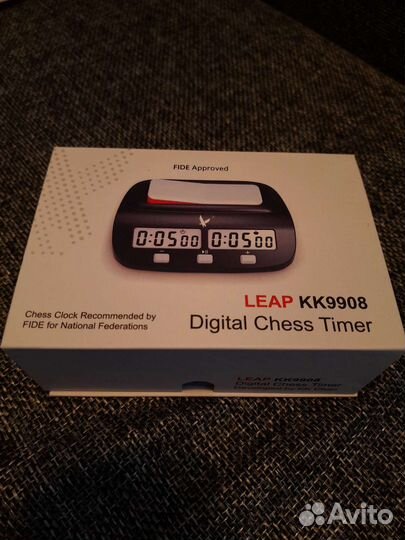 FIDE Approved
0:05 00 0:05 00
− ▸II +
LEAP KK9908
Digital Chess Timer
Chess Clock Recommended by
FIDE for National Federations
LEAP KK9908
Digital Chess Timer
Avito